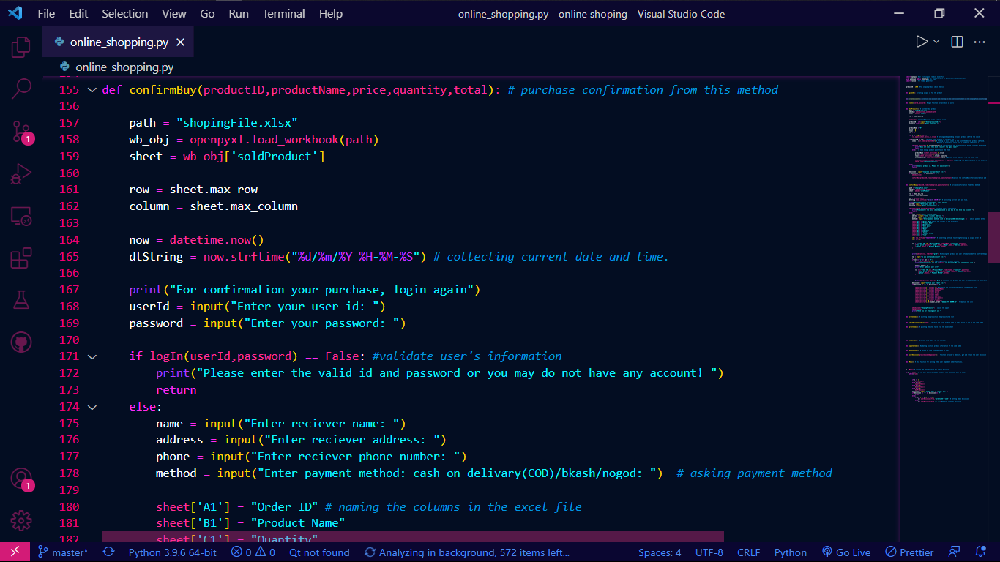 File Edit Selection View Go Run Terminal Help online_shopping.py - online shoping - Visual Studio Code
online_shopping.py
online_shopping.py
155 def confirmBuy(productID,productName,price,quantity,total): # purchase confirmation from this method
156
157 path = "shopingFile.xlsx"
158 wb_obj = openpyxl.load_workbook(path)
159 sheet = wb_obj['soldProduct']
160
161 row = sheet.max_row
162 column = sheet.max_column
163
164 now = datetime.now()
165 dtString = now.strftime("%d/%m/%Y %H-%M-%S") # collecting current date and time.
166
167 print("For confirmation your purchase, login again")
168 userId = input("Enter your user id: ")
169 password = input("Enter your password: ")
170
171 if logIn(userId,password) == False: #validate user's information
172 print("Please enter the valid id and password or you may do not have any account! ")
173 return
174 else:
175 name = input("Enter reciever name: ")
176 address = input("Enter reciever address: ")
177 phone = input("Enter reciever phone number: ")
178 method = input("Enter payment method: cash on delivary(COD)/bkash/nogod: ") # asking payment method
179
180 sheet['A1'] = "Order ID" # naming the columns in the excel file
181 sheet['B1'] = "Product Name"
182 sheet['C1'] = "Quantity"
1
1
master* Python 3.9.6 64-bit 0 0 Qt not found Analyzing in background, 572 items left... Spaces: 4 UTF-8 CRLF Python Go Live Prettier